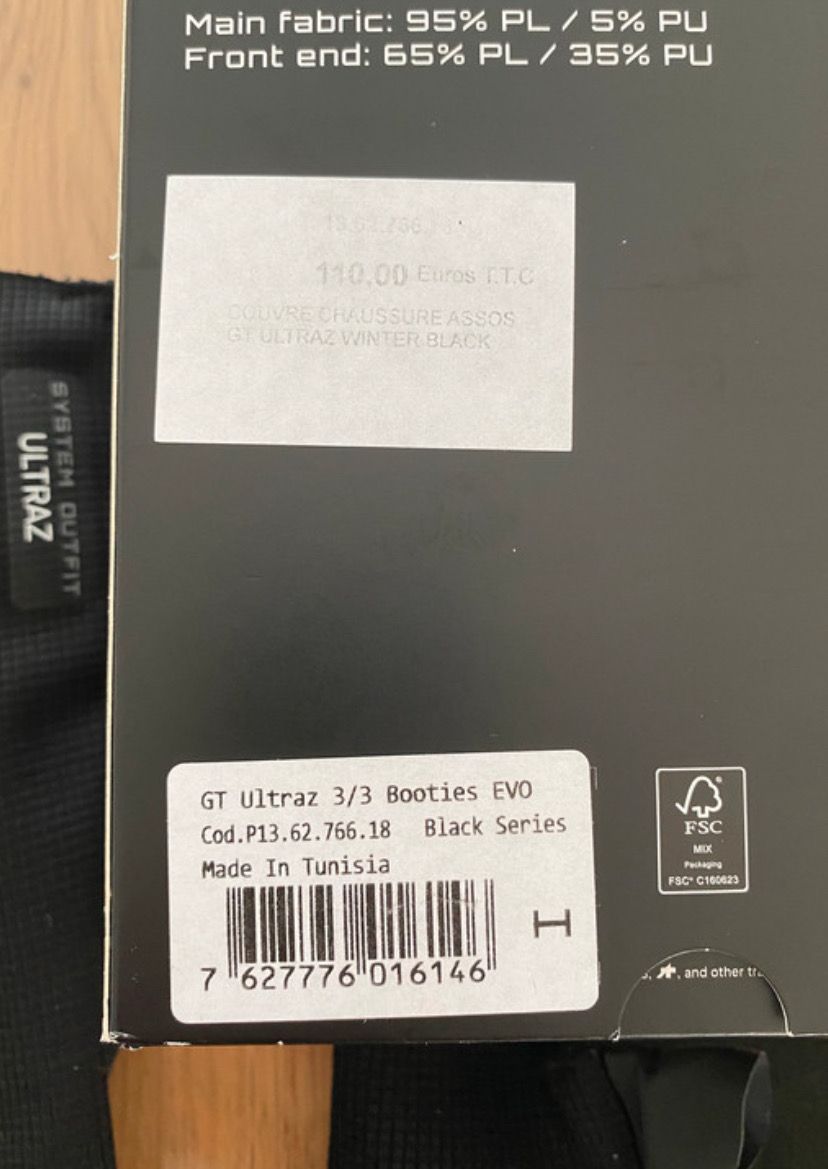 Main fabric: 95% PL / 5% PU
Front end: 65% PL / 35% PU
110,00 Euros T.T.C
COUVRE CHAUSSURE ASSOS
GT ULTRAZ WINTER BLACK
SYSTEM OUTFIT
ULTRAZ
GT Ultraz 3/3 Booties EVO
Cod.P13.62.766.18 Black Series
Made In Tunisia
7 627776 016146
I
FSC
MIX
Packaging
FSC® C160623
, and other